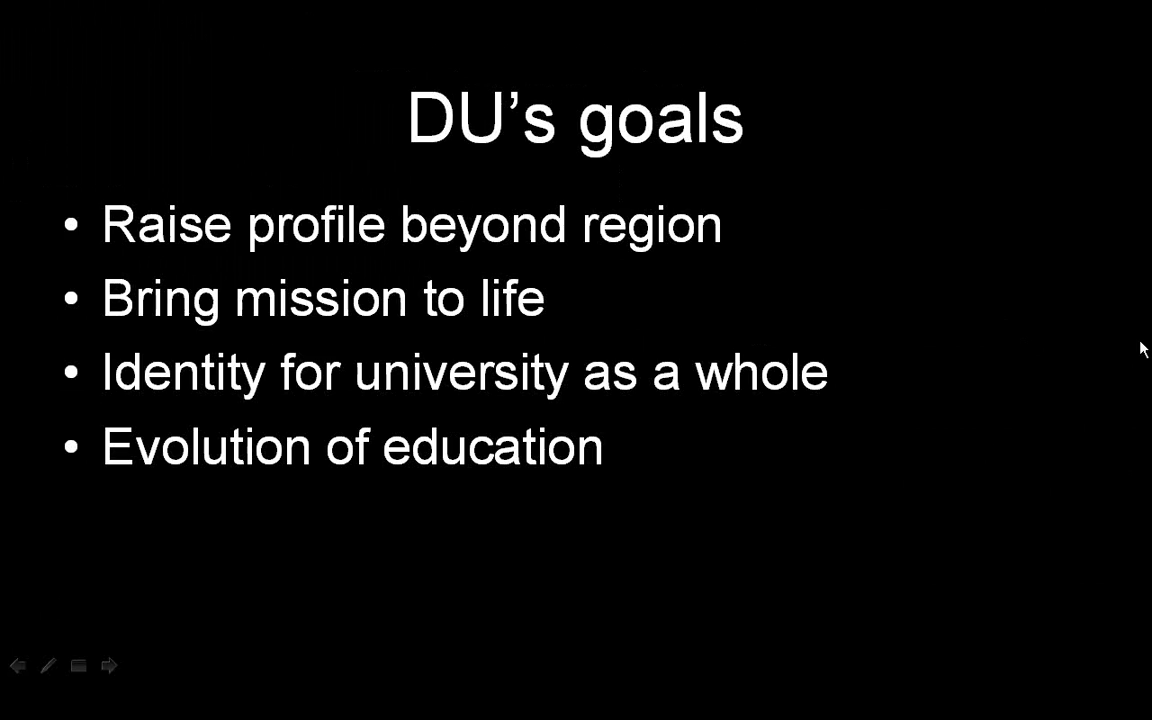 DU’s goals
• Raise profile beyond region
• Bring mission to life
• Identity for university as a whole
• Evolution of education